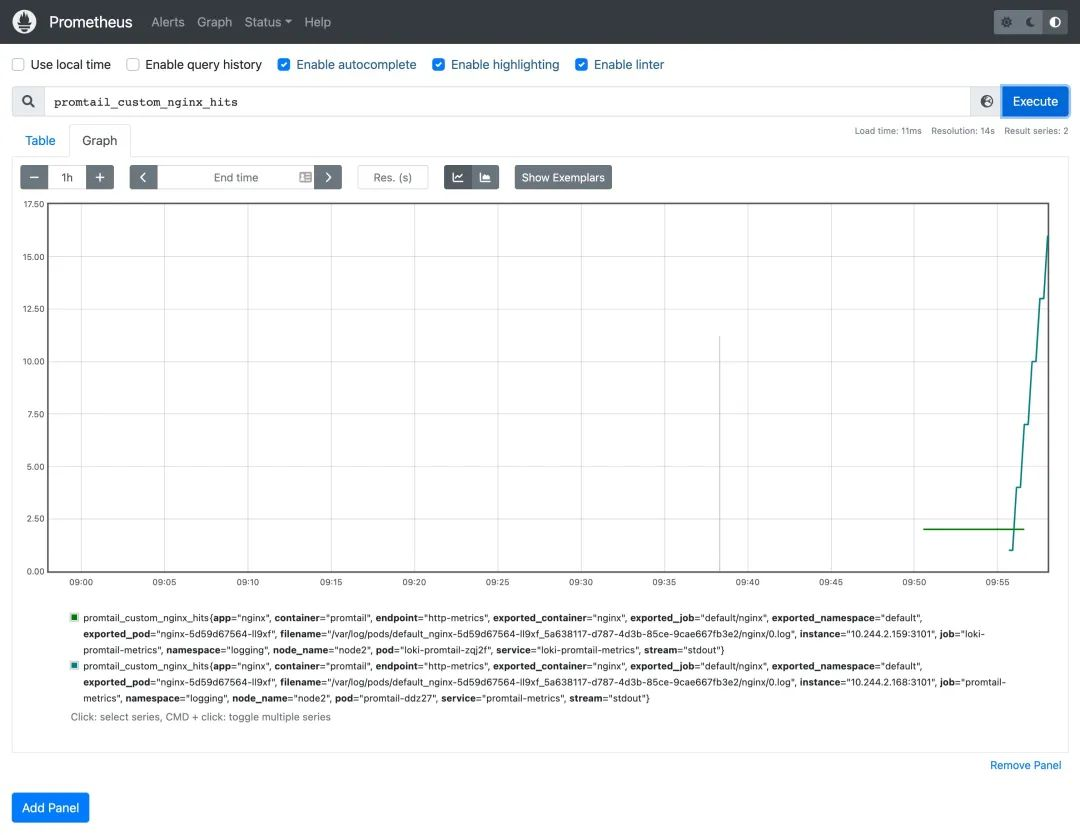 Prometheus Alerts Graph Status Help
Use local time Enable query history Enable autocomplete Enable highlighting Enable linter
promtail_custom_nginx_hits Execute
Table Graph Load time: 11ms Resolution: 14s Result series: 2
− 1h + End time Res. (s) Show Exemplars
17.50
15.00
12.50
10.00
7.50
5.00
2.50
0.00
09:00 09:05 09:10 09:15 09:20 09:25 09:30 09:35 09:40 09:45 09:50 09:55
promtail_custom_nginx_hits{app="nginx", container="promtail", endpoint="http-metrics", exported_container="nginx", exported_job="default/nginx", exported_namespace="default",
exported_pod="nginx-5d59d67564-ll9xf", filename="/var/log/pods/default_nginx-5d59d67564-ll9xf_5a638117-d787-4d3b-85ce-9cae667fb3e2/nginx/0.log", instance="10.244.2.159:3101", job="loki-
promtail-metrics", namespace="logging", node_name="node2", pod="loki-promtail-zqj2f", service="loki-promtail-metrics", stream="stdout"}
promtail_custom_nginx_hits{app="nginx", container="promtail", endpoint="http-metrics", exported_container="nginx", exported_job="default/nginx", exported_namespace="default",
exported_pod="nginx-5d59d67564-ll9xf", filename="/var/log/pods/default_nginx-5d59d67564-ll9xf_5a638117-d787-4d3b-85ce-9cae667fb3e2/nginx/0.log", instance="10.244.2.168:3101", job="promtail-
metrics", namespace="logging", node_name="node2", pod="promtail-ddz27", service="promtail-metrics", stream="stdout"}
Click: select series, CMD + click: toggle multiple series
Remove Panel
Add Panel